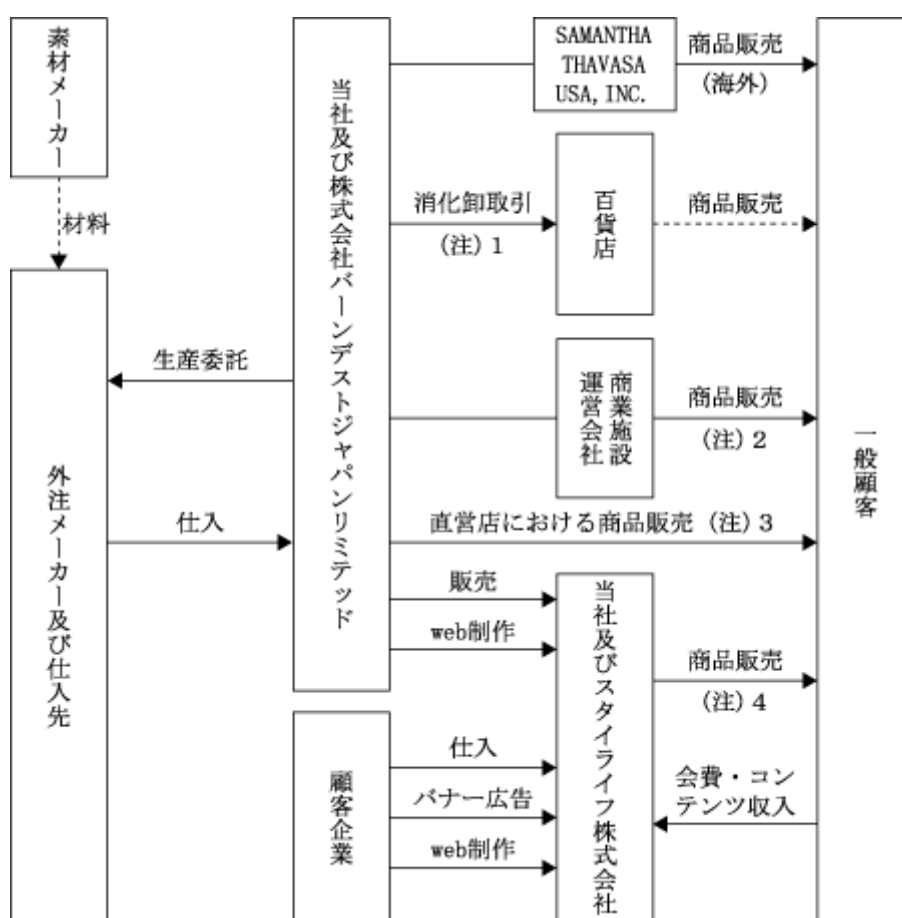 素材メーカー
材料
外注メーカー及び仕入先
生産委託
仕入
当社及び株式会社バーンデストジャパンリミテッド
SAMANTHA
THAVASA
USA, INC.
商品販売
(海外)
消化卸取引
(注) 1
百貨店
商品販売
商業施設
運営会社
商品販売
(注) 2
直営店における商品販売 (注) 3
販売
web制作
当社及びスタイライフ株式会社
商品販売
(注) 4
顧客企業
仕入
バナー広告
web制作
会費・コン
テンツ収入
一般顧客